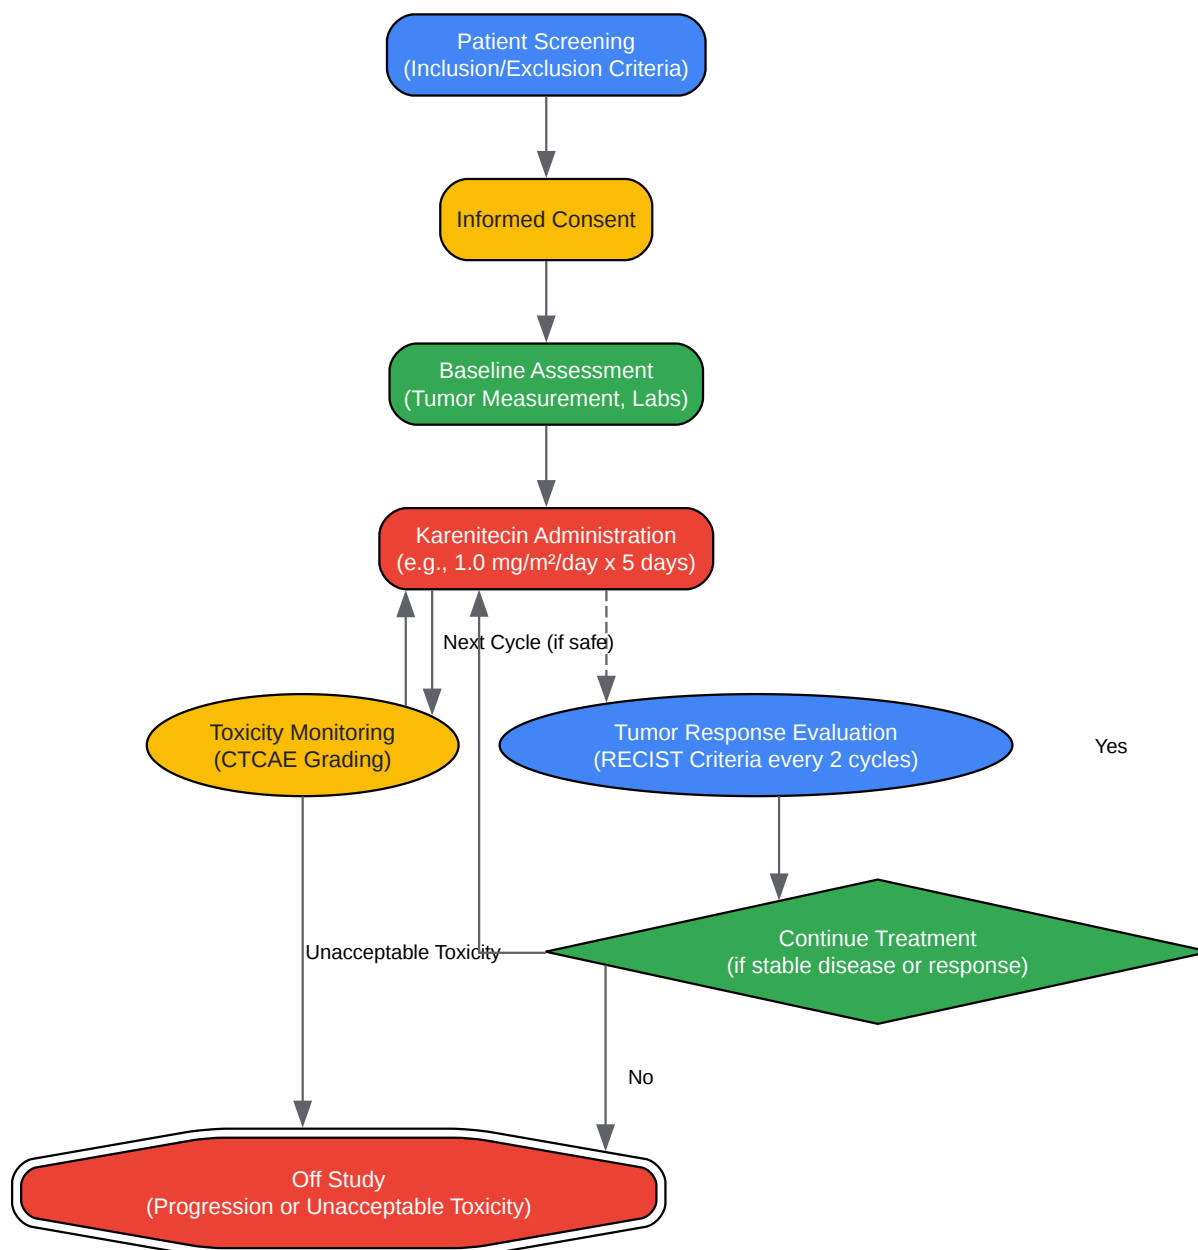 Patient Screening
(Inclusion/Exclusion Criteria)
Informed Consent
Baseline Assessment
(Tumor Measurement, Labs)
Karenitecin Administration
(e.g., 1.0 mg/m²/day x 5 days)
Next Cycle (if safe)
Toxicity Monitoring
(CTCAE Grading)
Tumor Response Evaluation
(RECIST Criteria every 2 cycles)
Yes
Continue Treatment
(if stable disease or response)
Unacceptable Toxicity
No
Off Study
(Progression or Unacceptable Toxicity)